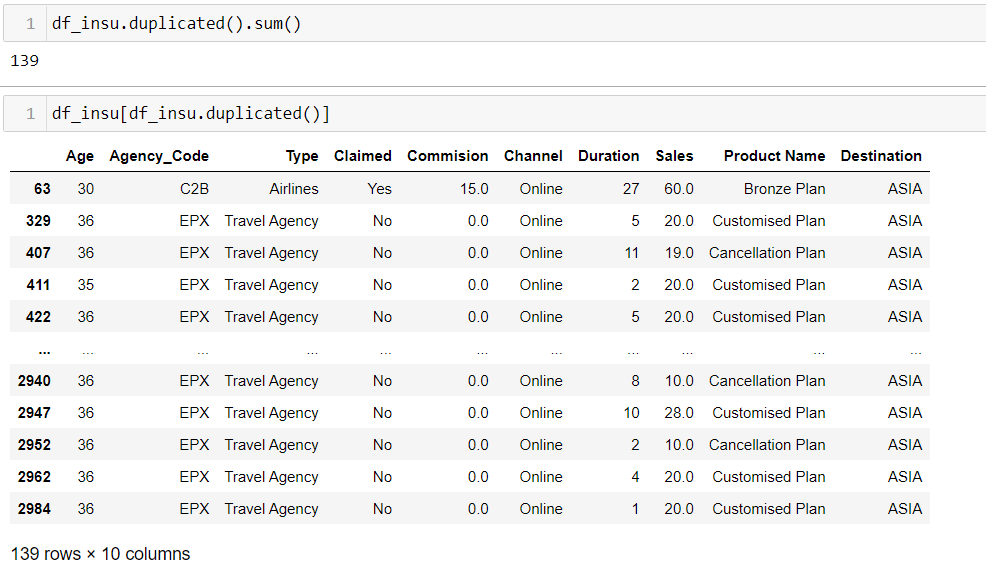 1 df_insu.duplicated().sum()
139
1 df_insu[df_insu.duplicated()]
Age Agency_Code Type Claimed Commision Channel Duration Sales Product Name Destination
63 30 C2B Airlines Yes 15.0 Online 27 60.0 Bronze Plan ASIA
329 36 EPX Travel Agency No 0.0 Online 5 20.0 Customised Plan ASIA
407 36 EPX Travel Agency No 0.0 Online 11 19.0 Cancellation Plan ASIA
411 35 EPX Travel Agency No 0.0 Online 2 20.0 Customised Plan ASIA
422 36 EPX Travel Agency No 0.0 Online 5 20.0 Customised Plan ASIA
... ... ... ... ... ... ... ... ... ... ...
2940 36 EPX Travel Agency No 0.0 Online 8 10.0 Cancellation Plan ASIA
2947 36 EPX Travel Agency No 0.0 Online 10 28.0 Customised Plan ASIA
2952 36 EPX Travel Agency No 0.0 Online 2 10.0 Cancellation Plan ASIA
2962 36 EPX Travel Agency No 0.0 Online 4 20.0 Customised Plan ASIA
2984 36 EPX Travel Agency No 0.0 Online 1 20.0 Customised Plan ASIA
139 rows × 10 columns